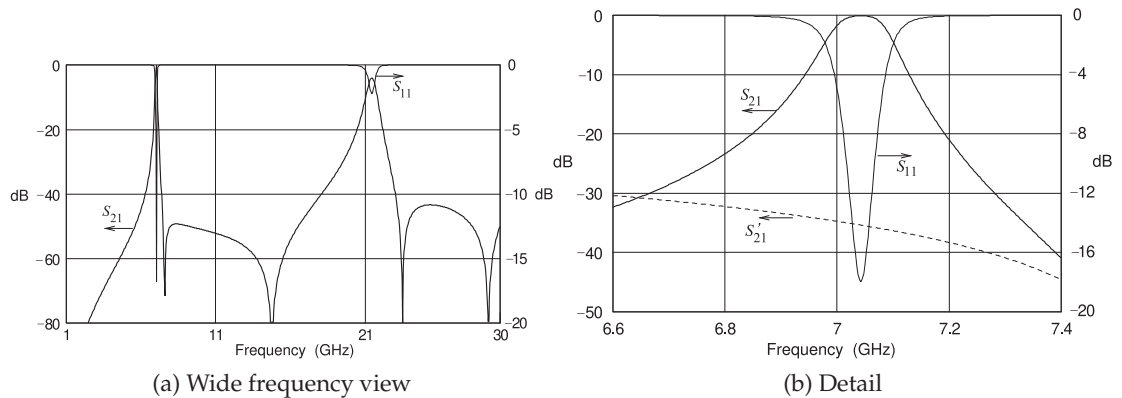 0
−20
−40
−60
−80
dB
1
11
21
30
Frequency (GHz)
0
−5
−10
−15
−20
dB
S21
S11
(a) Wide frequency view
0
−10
−20
−30
−40
−50
dB
6.6
6.8
7
7.2
7.4
Frequency (GHz)
0
−4
−8
−12
−16
−20
dB
S21
S11
S21'
(b) Detail